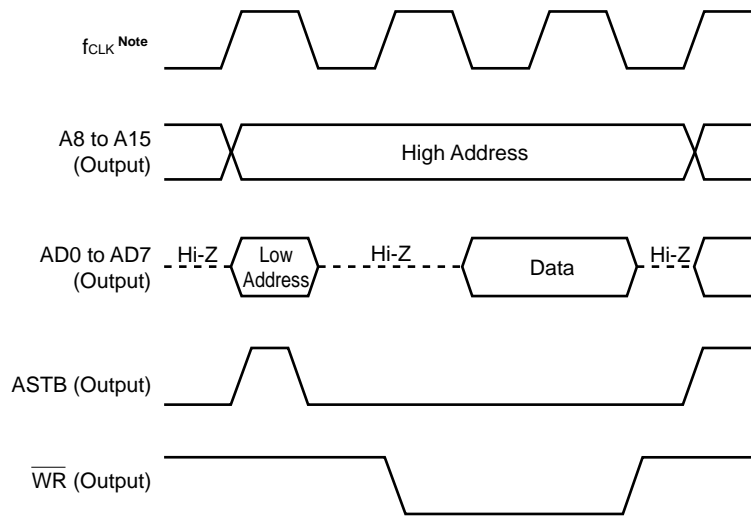 fCLK Note
A8 to A15
(Output)
High Address
AD0 to AD7
(Output)
Hi-Z
Low
Address
Hi-Z
Data
Hi-Z
ASTB (Output)
WR (Output)